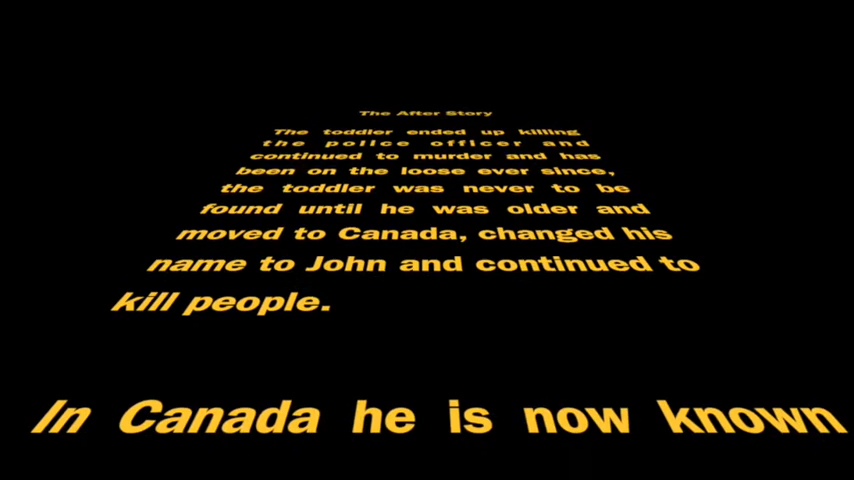 The After Story
The toddler ended up killing
the police officer and
continued to murder and has
been on the loose ever since,
the toddler was never to be
found until he was older and
moved to Canada, changed his
name to John and continued to
kill people.
In Canada he is now known